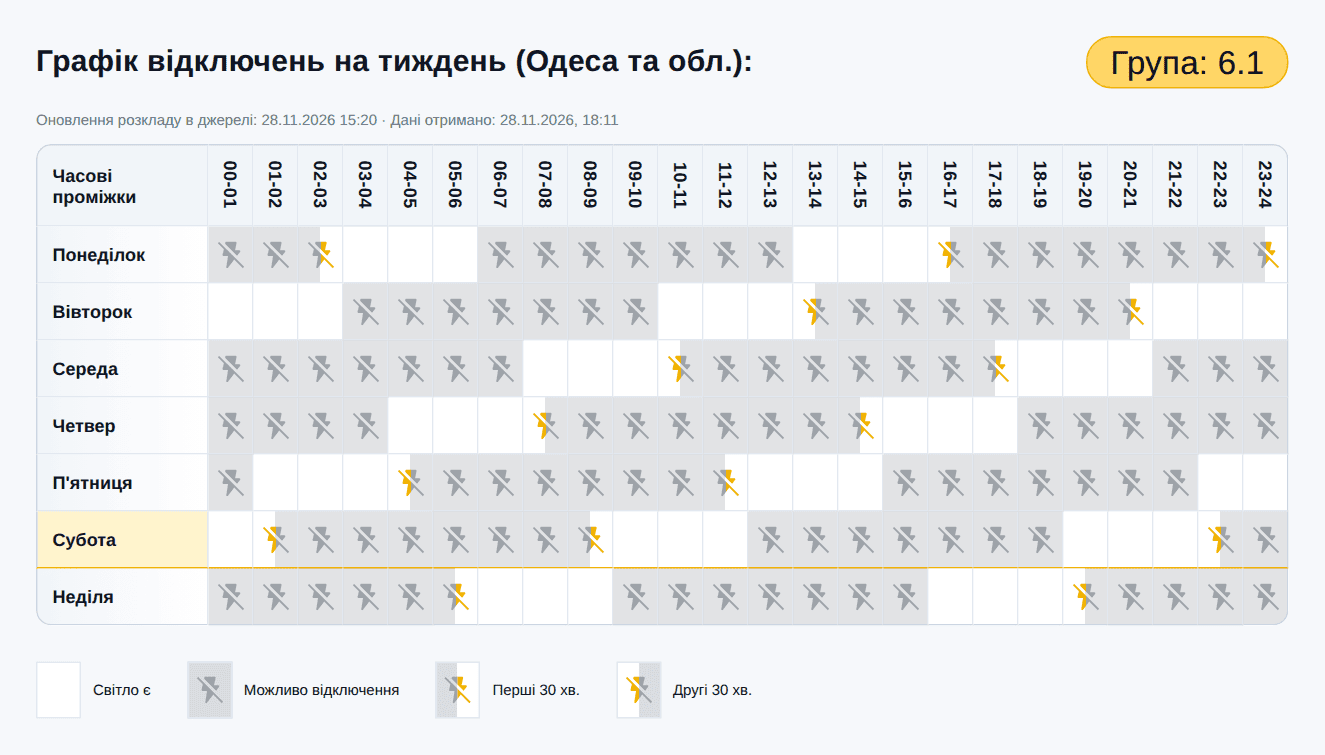 Графік відключень на тиждень (Одеса та обл.):
Група: 6.1
Оновлення розкладу в джерелі: 28.11.2026 15:20 · Дані отримано: 28.11.2026, 18:11
Часові
проміжки
00-01
01-02
02-03
03-04
04-05
05-06
06-07
07-08
08-09
09-10
10-11
11-12
12-13
13-14
14-15
15-16
16-17
17-18
18-19
19-20
20-21
21-22
22-23
23-24
Понеділок
Вівторок
Середа
Четвер
П'ятниця
Субота
Неділя
Світло є
Можливо відключення
Перші 30 хв.
Другі 30 хв.